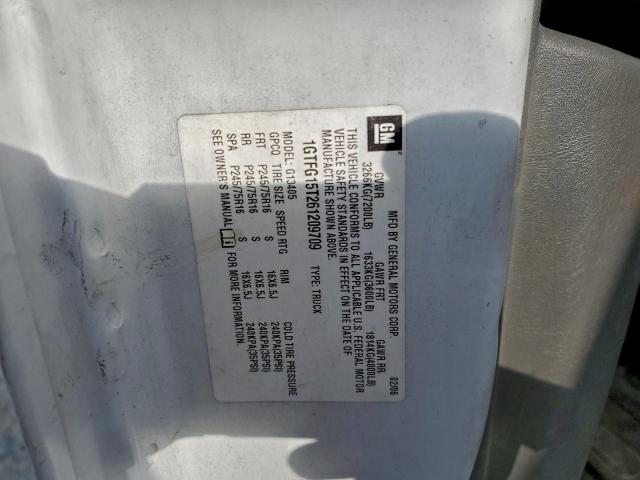 GM
MFD BY GENERAL MOTORS CORP. 02/06
GVWR GAWR FRT GAWR RR
3266KG(7200LB) 1633KG(3600LB) 1814KG(4000LB)
THIS VEHICLE CONFORMS TO ALL APPLICABLE U.S. FEDERAL MOTOR
VEHICLE SAFETY STANDARDS IN EFFECT ON THE DATE OF
MANUFACTURE SHOWN ABOVE.
1GTFG15T261209709 TYPE: TRUCK
MODEL: G13405
GPCO TIRE SIZE SPEED RTG RIM COLD TIRE PRESSURE
FRT P245/75R16 S 16X6.5J 240KPA(35PSI)
RR P245/75R16 S 16X6.5J 240KPA(35PSI)
SPA P245/75R16 S 16X6.5J 240KPA(35PSI)
SEE OWNER'S MANUAL FOR MORE INFORMATION.